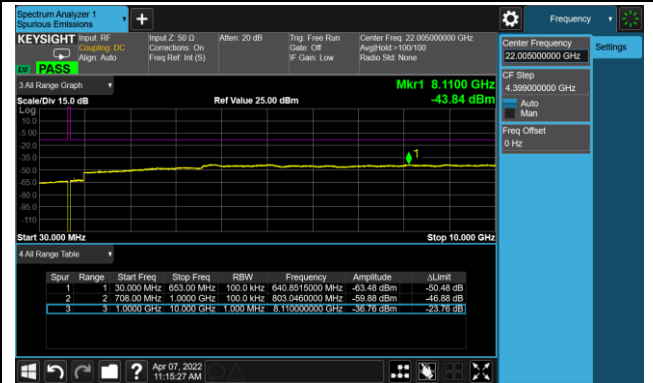 Spectrum Analyzer 1
Spurious Emissions
Frequency
KEYSIGHT Input: RF
Coupling: DC
Align: Auto
Input Z: 50 Ω
Corrections: On
Freq Ref: Int (S)
Atten: 20 dB
Trig: Free Run
Gate: Off
IF Gain: Low
Center Freq: 22.005000000 GHz
Avg|Hold:>100/100
Radio Std: None
PASS
3 All Range Graph
Mkr1 8.1100 GHz
Scale/Div 15.0 dB
Ref Value 25.00 dBm
-43.84 dBm
Log
10.0
-5.00
-20.0
-35.0
-50.0
-65.0
-80.0
-95.0
-110
1
Start 30.000 MHz
Stop 10.000 GHz
4 All Range Table
Spur Range Start Freq Stop Freq RBW Frequency Amplitude ΔLimit
1 1 30.000 MHz 653.00 MHz 100.0 kHz 640.8515000 MHz -63.48 dBm -50.48 dB
2 2 708.00 MHz 1.0000 GHz 100.0 kHz 803.0460000 MHz -59.88 dBm -46.88 dB
3 3 1.0000 GHz 10.000 GHz 1.000 MHz 8.110000000 GHz -36.76 dBm -23.76 dB
Center Frequency
22.005000000 GHz
Settings
CF Step
4.399000000 GHz
Auto
Man
Freq Offset
0 Hz
?
Apr 07, 2022
11:15:27 AM